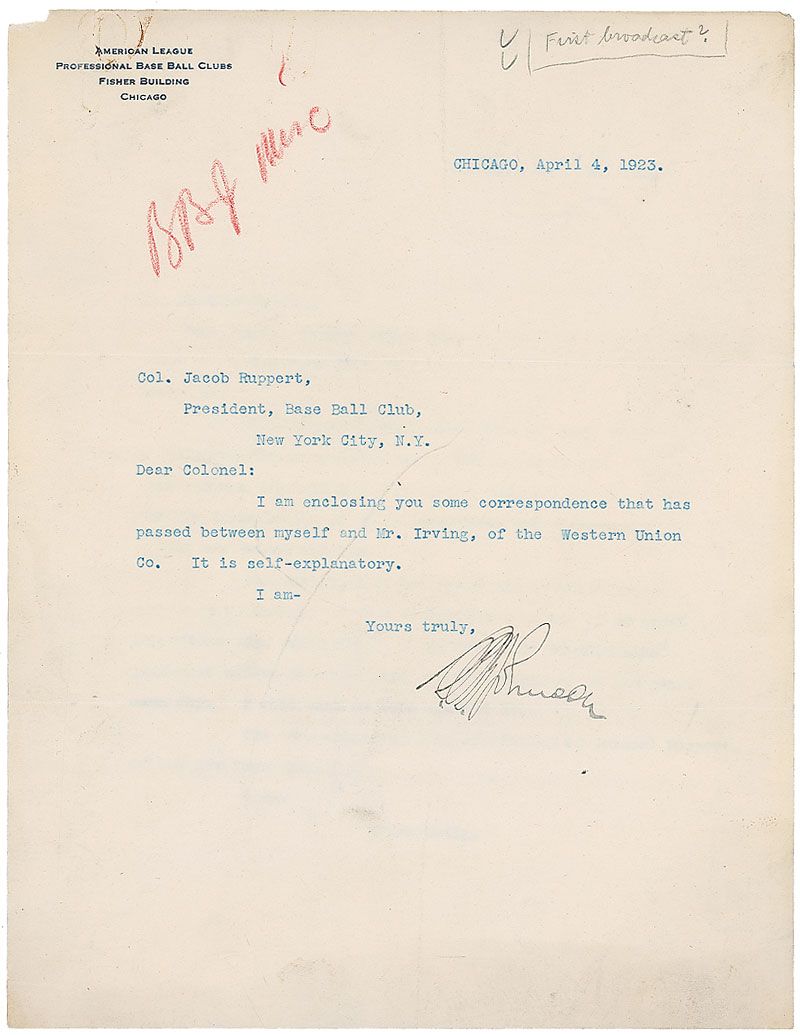 AMERICAN LEAGUE
PROFESSIONAL BASE BALL CLUBS
FISHER BUILDING
CHICAGO
First broadcast?
CHICAGO, April 4, 1923.
Misc
Col. Jacob Ruppert,
President, Base Ball Club,
New York City, N.Y.
Dear Colonel:
I am enclosing you some correspondence that has
passed between myself and Mr. Irving, of the Western Union
Co. It is self-explanatory.
I am-
Yours truly,
B.B. Johnson